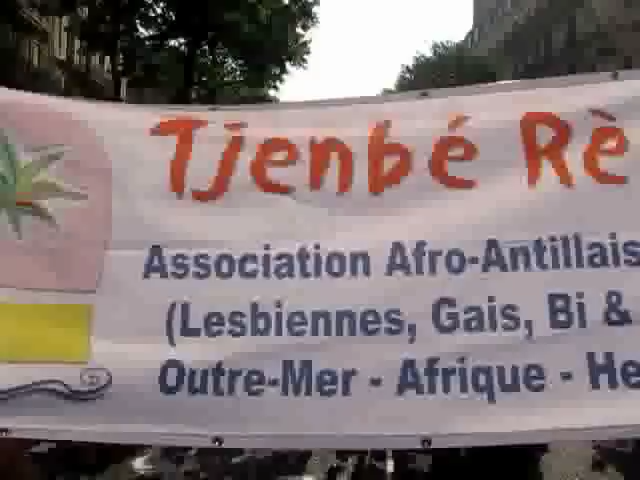 Tjenbé Rè
Association Afro-Antillais
(Lesbiennes, Gais, Bi &
Outre-Mer - Afrique - He